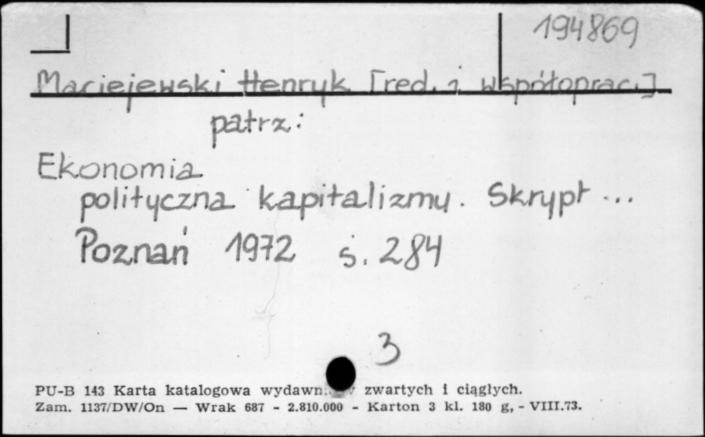 194869
Maciejewski Henryk [red. i współoprac.]
patrz:
Ekonomia
polityczna kapitalizmu. Skrypt ...
Poznań 1972 s. 284
3
PU-B 143 Karta katalogowa zwartych i ciągłych.
Zam. 1137/DW/On — Wrak 687 - 2.810.000 - Karton 3 kl. 180 g, - VIII.73.